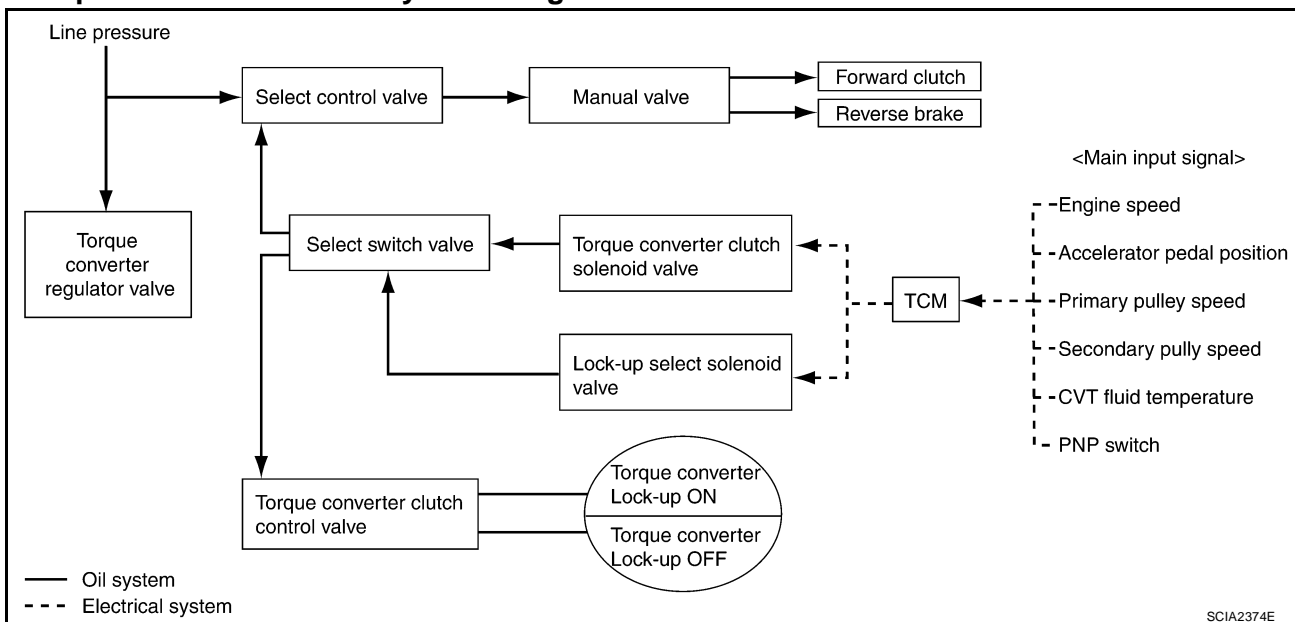 Line pressure
Select control valve
Manual valve
Forward clutch
Reverse brake
<Main input signal>
Engine speed
Accelerator pedal position
Primary pulley speed
Secondary pully speed
CVT fluid temperature
PNP switch
Torque
converter
regulator valve
Select switch valve
Torque converter clutch
solenoid valve
TCM
Lock-up select solenoid
valve
Torque converter clutch
control valve
Torque converter
Lock-up ON
Torque converter
Lock-up OFF
Oil system
Electrical system
SCIA2374E